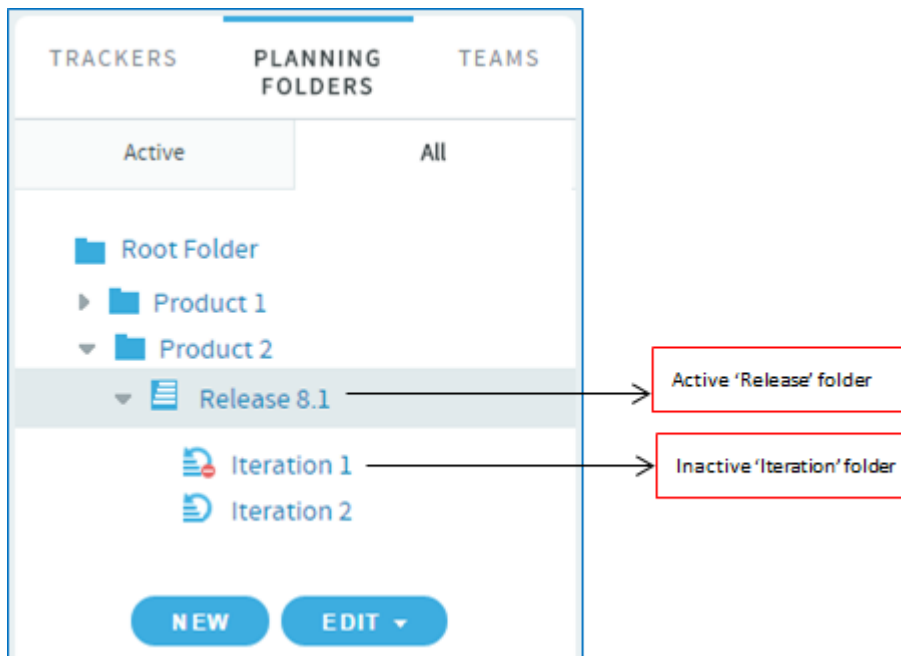 TRACKERS
PLANNING
FOLDERS
TEAMS
Active
All
Root Folder
Product 1
Product 2
Release 8.1
Active ‘Release’ folder
Iteration 1
Inactive ‘Iteration’ folder
Iteration 2
NEW
EDIT